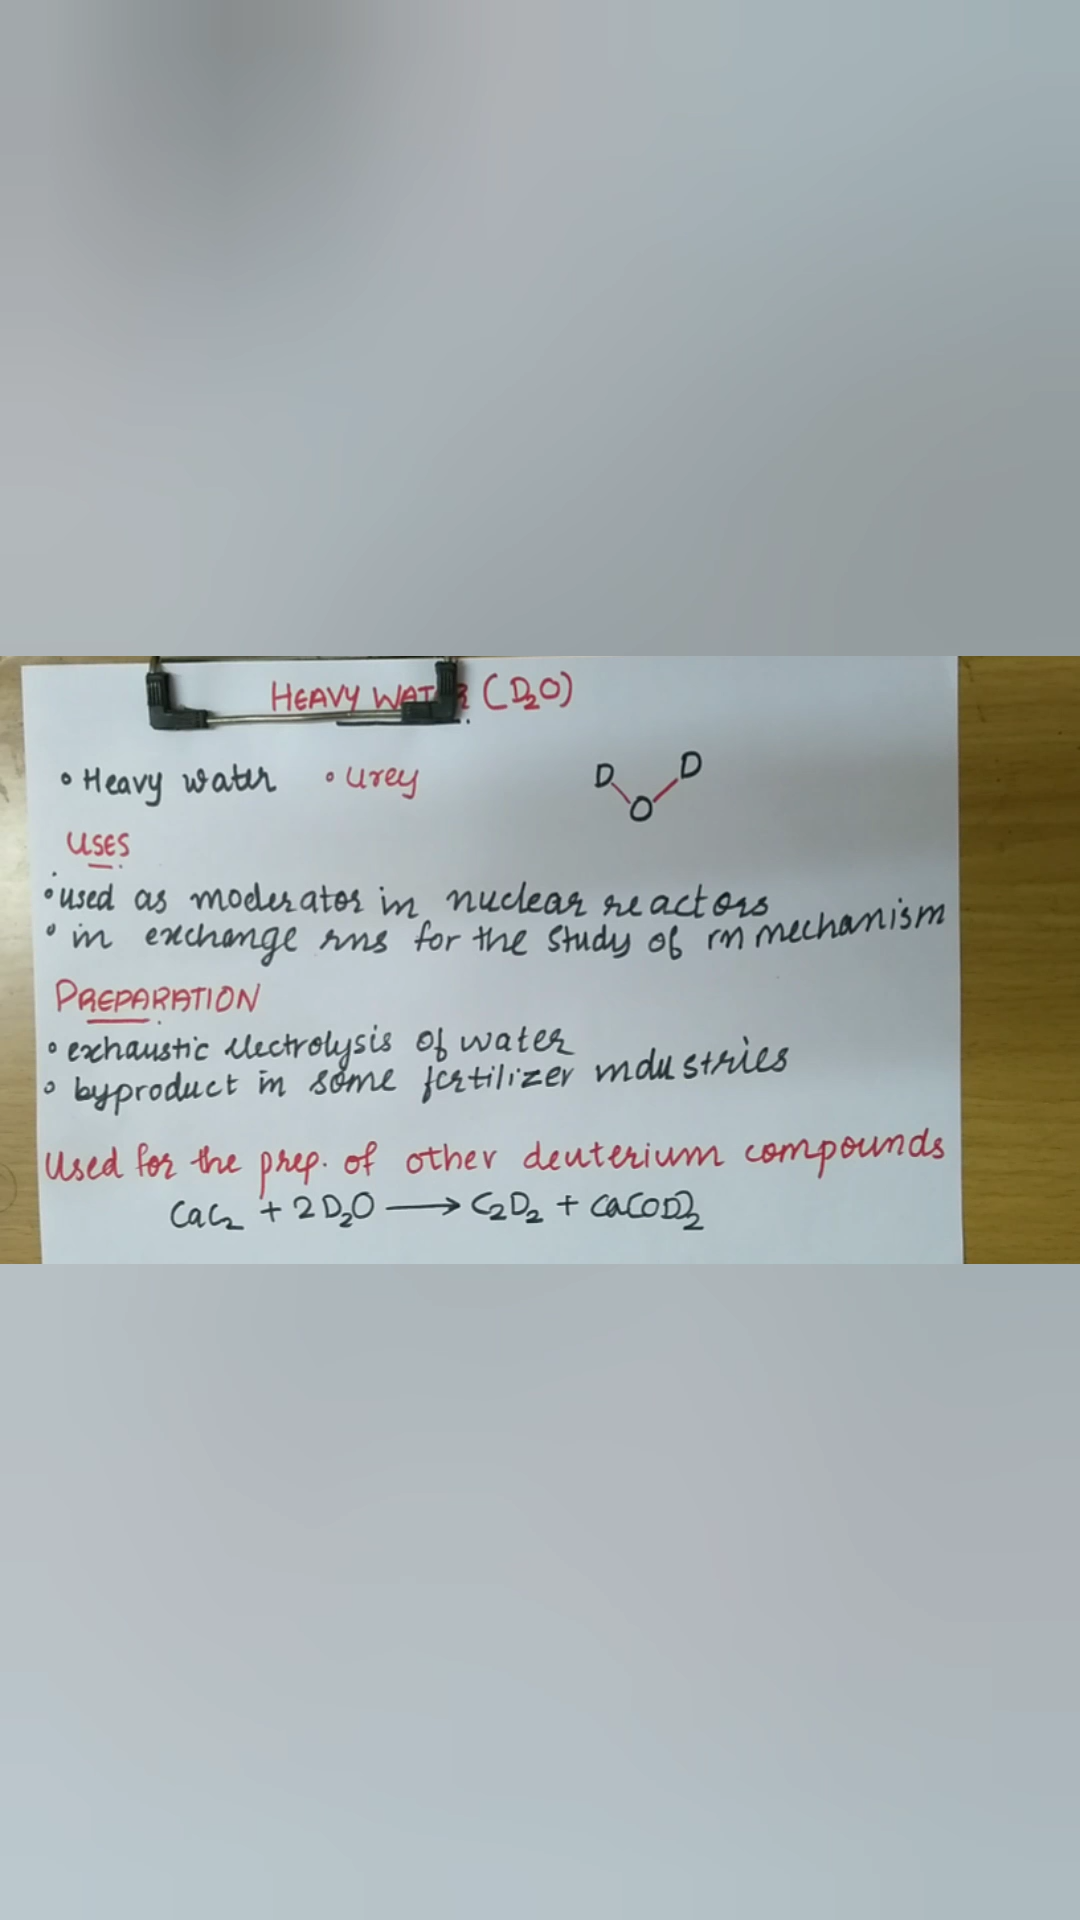 HEAVY WATER (D₂O)
• Heavy water • urey
D D
O
USES
• used as moderator in nuclear reactors
• in exchange rns for the study of rn mechanism
PREPARATION
• exhaustic electrolysis of water
• byproduct in some fertilizer industries
Used for the prep. of other deuterium compounds
CaC₂ + 2D₂O → C₂D₂ + Ca(OD)₂